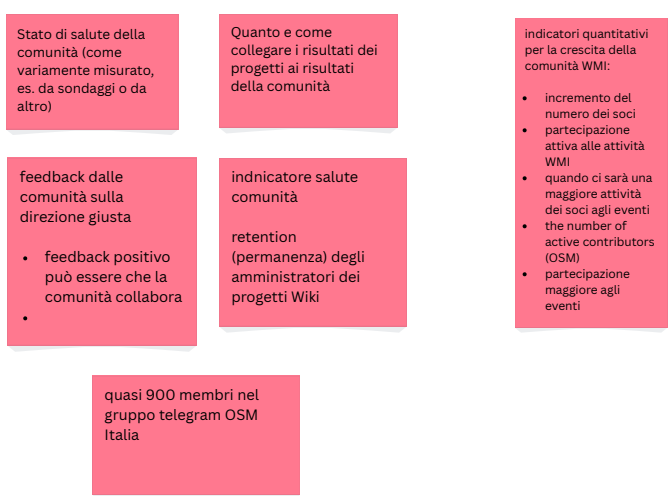 Stato di salute della
comunità (come
variamente misurato,
es. da sondaggi o da
altro)
Quanto e come
collegare i risultati dei
progetti ai risultati
della comunità
indicatori quantitativi
per la crescita della
comunità WMI:
• incremento del
numero dei soci
• partecipazione
attiva alle attività
WMI
• quando ci sarà una
maggiore attività
dei soci agli eventi
• the number of
active contributors
(OSM)
• partecipazione
maggiore agli
eventi
feedback dalle
comunità sulla
direzione giusta
• feedback positivo
può essere che la
comunità collabora
•
indnicatore salute
comunità
retention
(permanenza) degli
amministratori dei
progetti Wiki
quasi 900 membri nel
gruppo telegram OSM
Italia